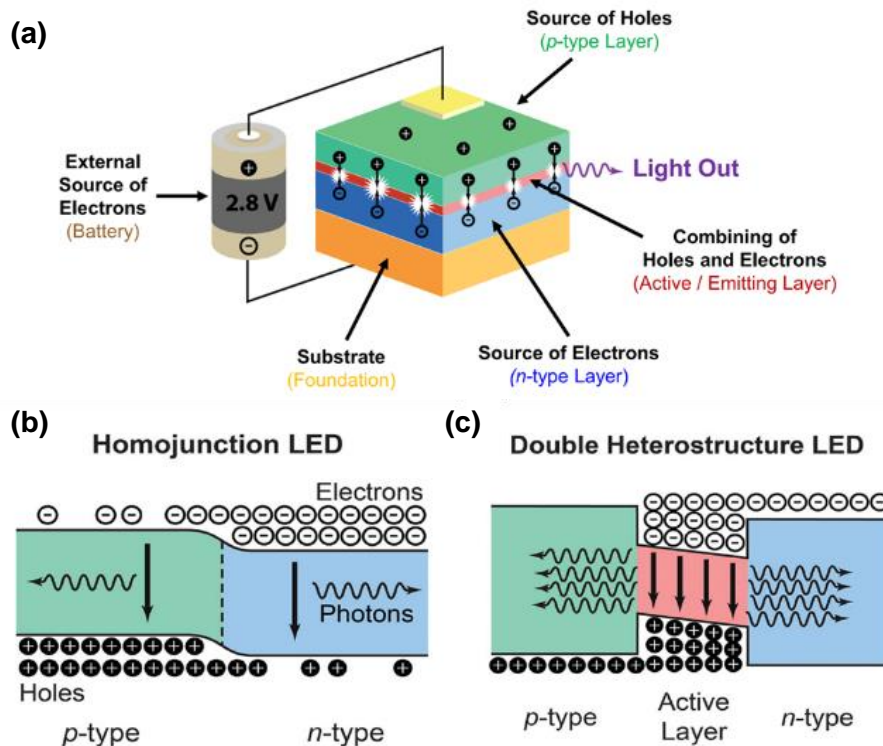 (a)
Source of Holes
(p-type Layer)
External
Source of
Electrons
(Battery)
+
2.8 V
−
Light Out
Combining of
Holes and Electrons
(Active / Emitting Layer)
Substrate
(Foundation)
Source of Electrons
(n-type Layer)
(b)
Homojunction LED
Electrons
Photons
Holes
p-type
n-type
(c)
Double Heterostructure LED
p-type
Active
Layer
n-type